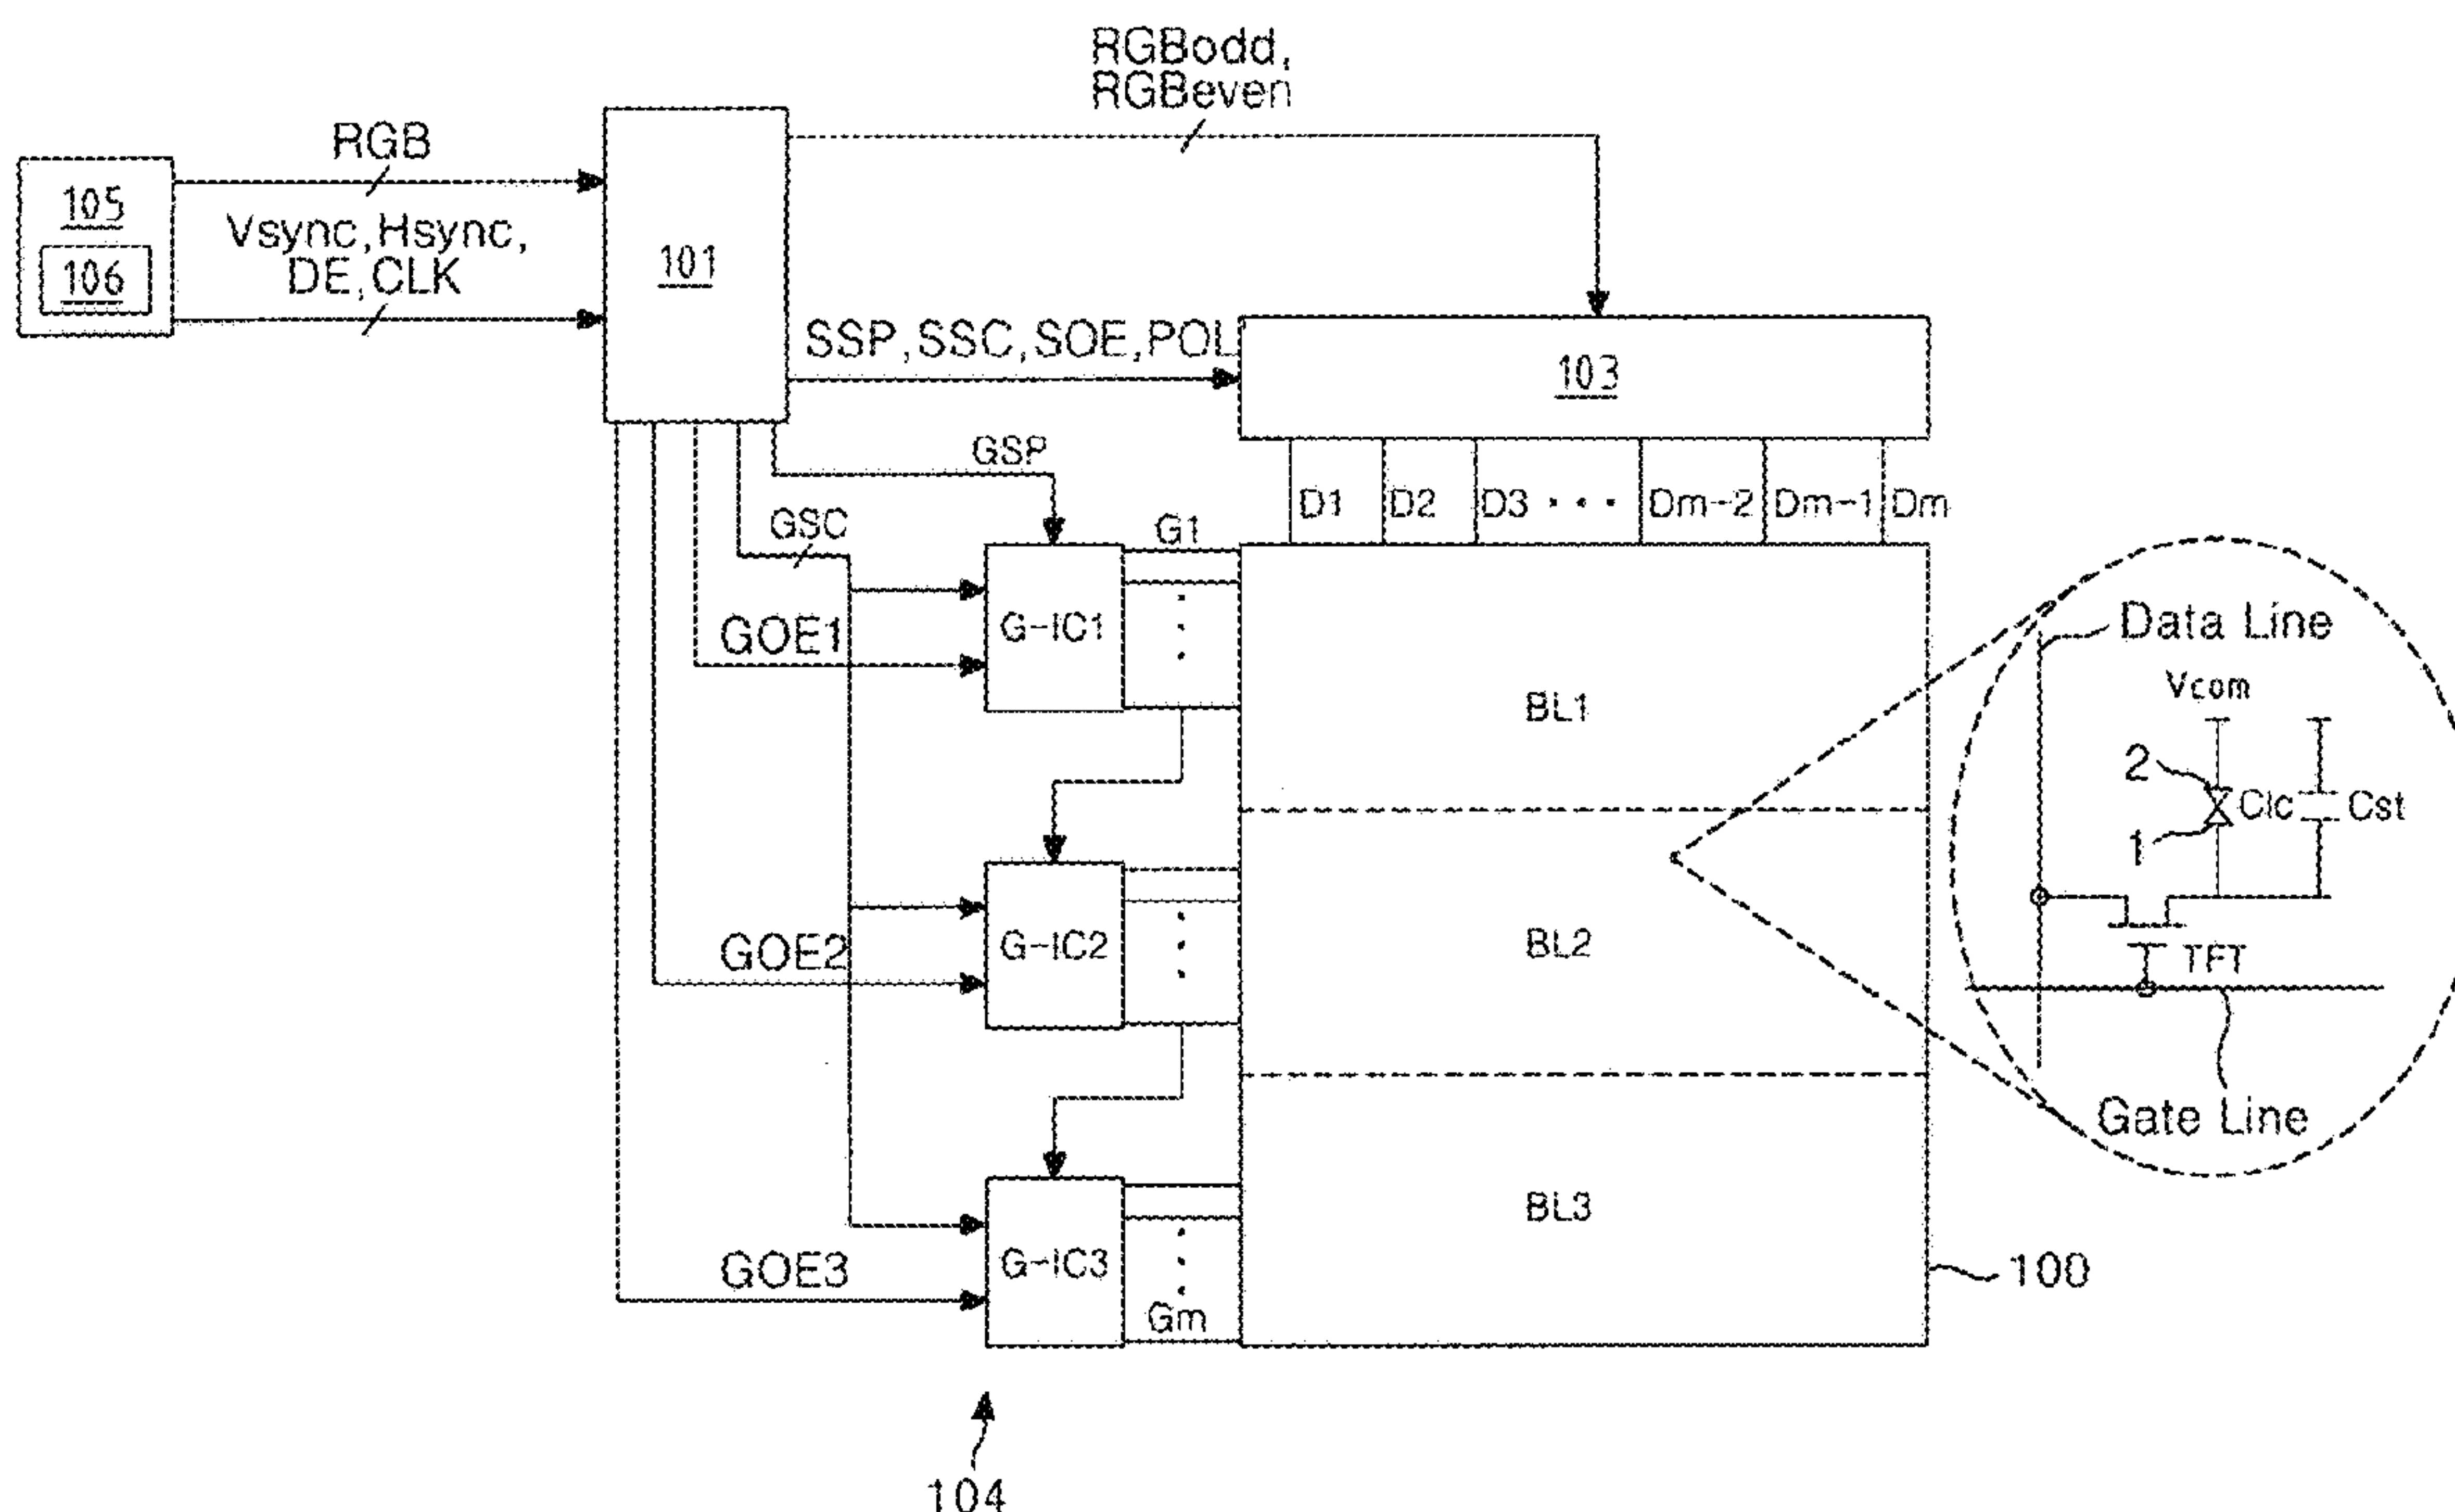 RGBodd,
RGBeven
RGB
105
Vsync,Hsync,
DE,CLK
106
101
SSP,SSC,SOE,POL
103
GSP
D1 D2 D3 ••• Dm-2 Dm-1 Dm
GSC
G1
G-IC1
GOE1
BL1
Data Line
Vcom
2
Clc
Cst
1
G-IC2
GOE2
BL2
TFT
Gate Line
G-IC3
GOE3
BL3
Gm
100
104